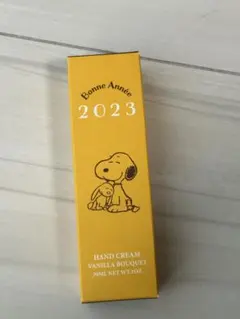 Bonne Année
2023
HAND CREAM
VANILLA BOUQUET